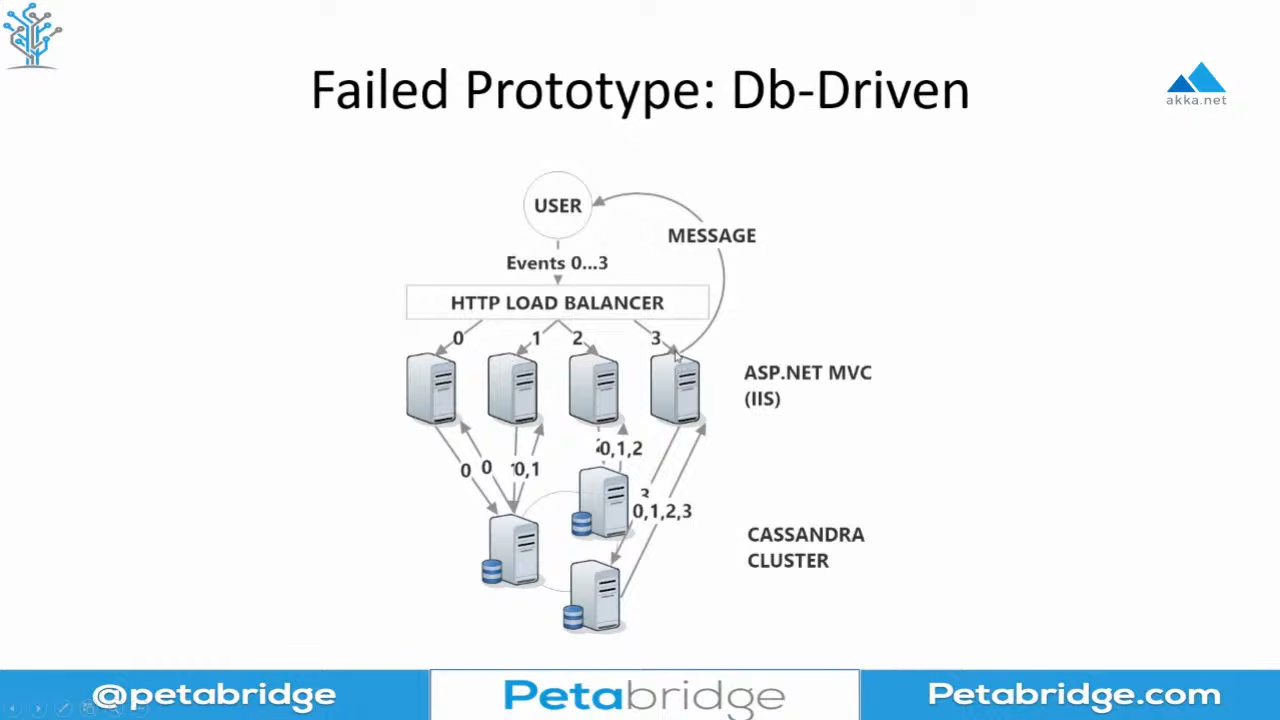 Failed Prototype: Db-Driven
akka.net
USER
MESSAGE
Events 0...3
HTTP LOAD BALANCER
0
1
2
3
ASP.NET MVC
(IIS)
0,1,2
0
0
0,1
3
0,1,2,3
CASSANDRA
CLUSTER
@petabridge
Petabridge
Petabridge.com